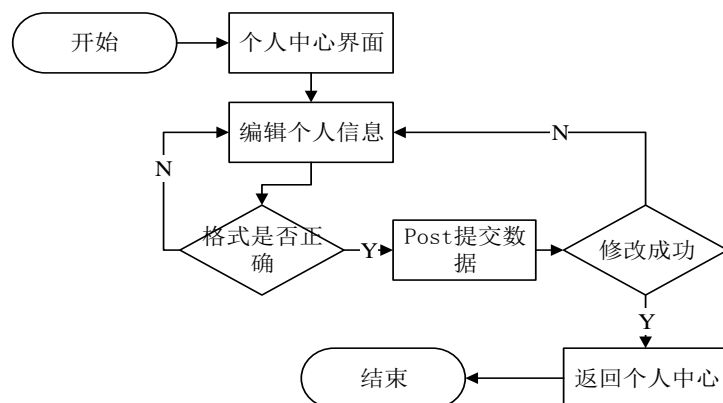 开始
个人中心界面
编辑个人信息
N
N
格式是否正
确
Y
Post提交数
据
修改成功
Y
结束
返回个人中心